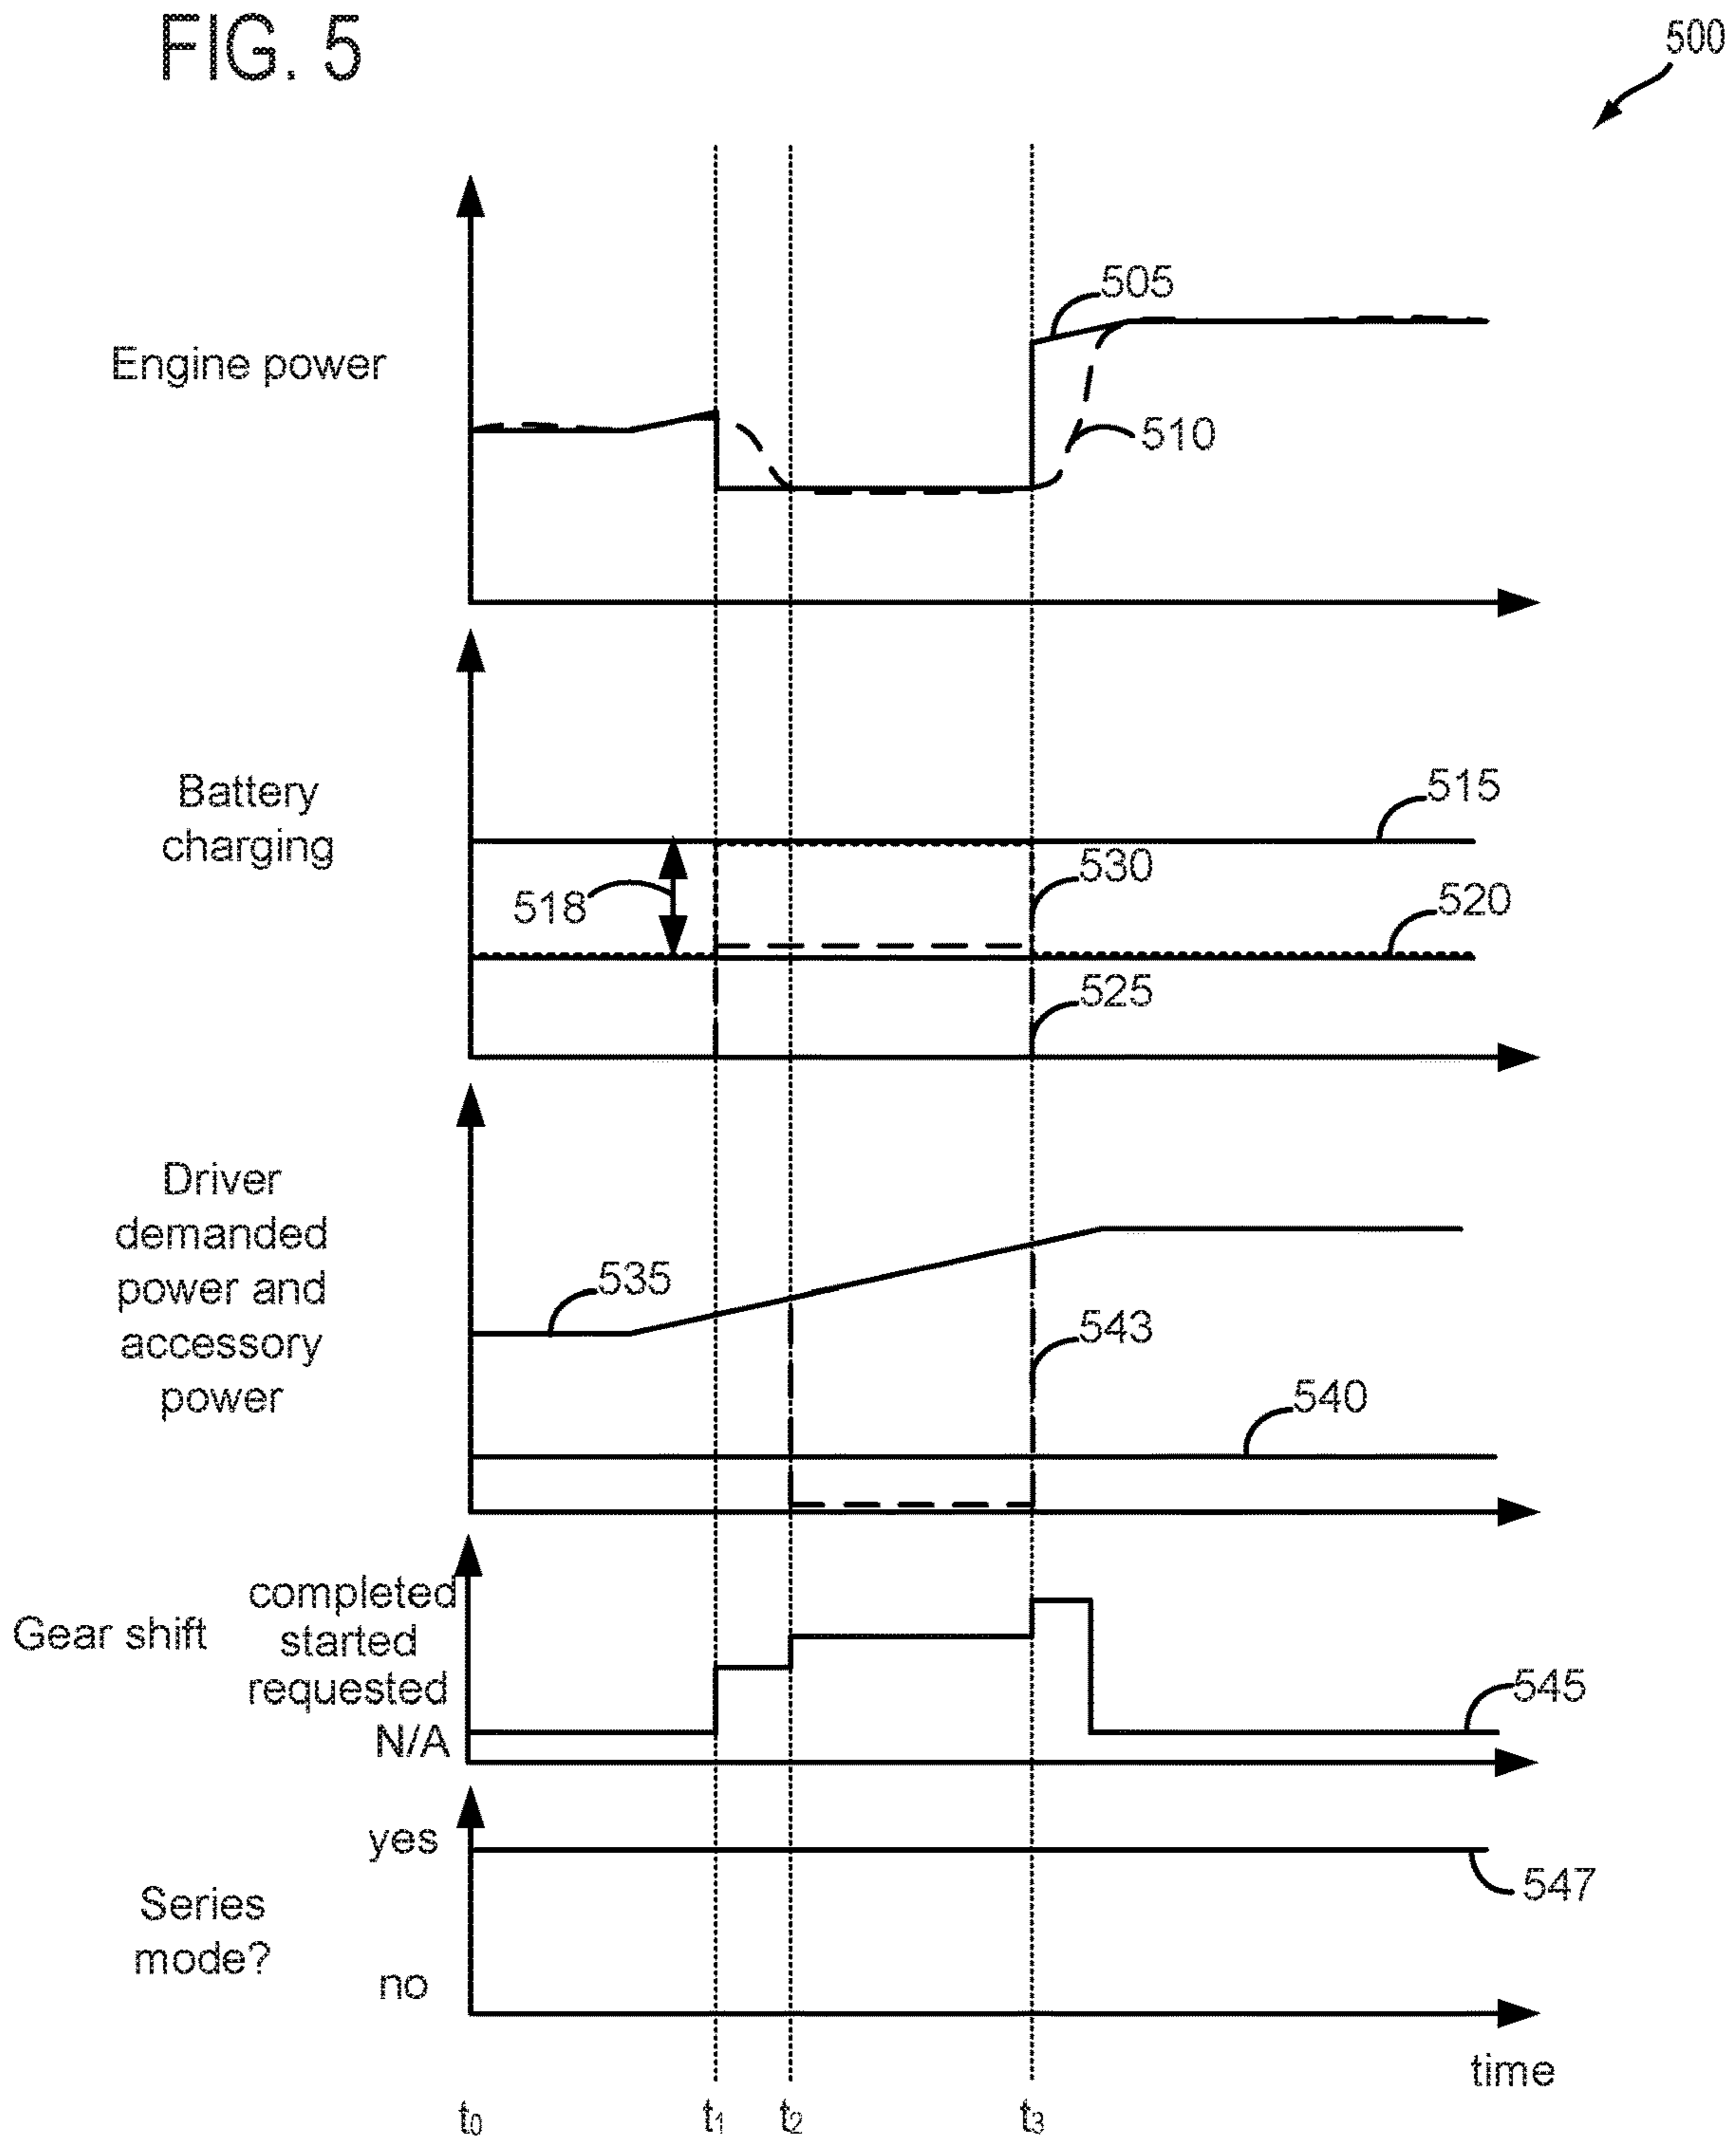 FIG. 5
500
505
Engine power
510
515
Battery
charging
530
518
520
525
Driver
demanded
power and
accessory
power
535
543
540
Gear shift
completed
started
requested
N/A
545
yes
547
Series
mode?
no
time
t0 t1 t2 t3